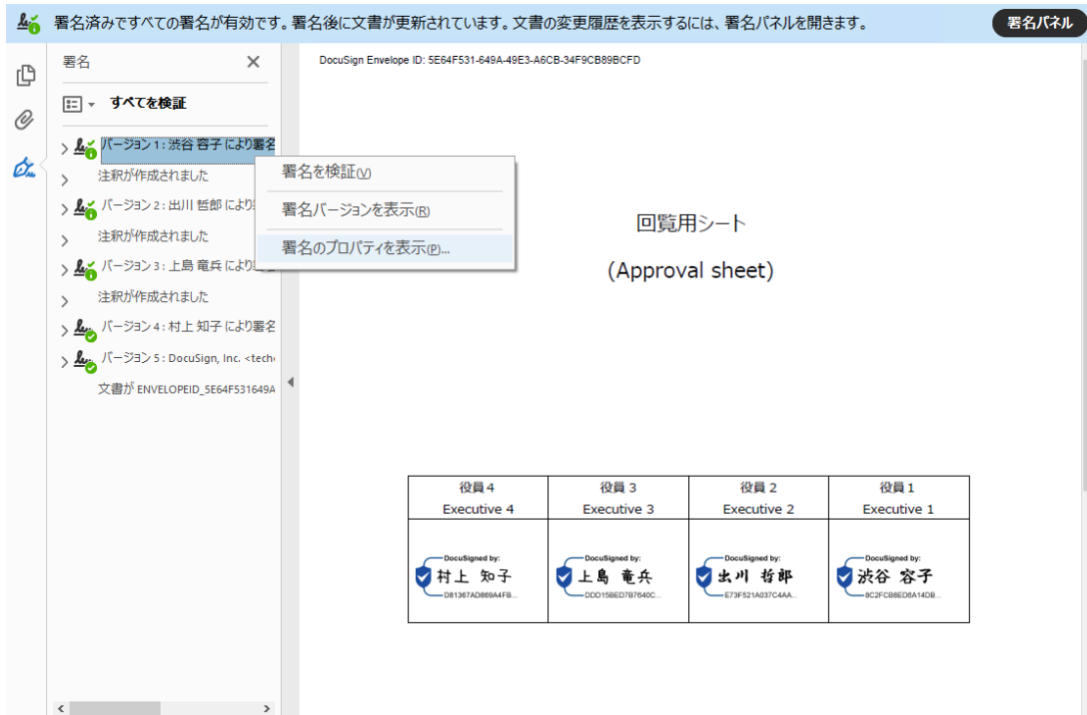 署名済みですべての署名が有効です。署名後に文書が更新されています。文書の変更履歴を表示するには、署名パネルを開きます。
署名パネル
署名
すべてを検証
バージョン 1 : 渋谷 容子 により署名
注釈が作成されました
バージョン 2 : 出川 哲郎 により
注釈が作成されました
バージョン 3 : 上島 竜兵 により
注釈が作成されました
バージョン 4 : 村上 知子 により署名
バージョン 5 : DocuSign, Inc. <tech
文書が ENVELOPEID_5E64F531649A
署名を検証(V)
署名バージョンを表示(R)
署名のプロパティを表示(P)...
DocuSign Envelope ID: 5E64F531-649A-49E3-A6CB-34F9CB89BCFD
回覧用シート
(Approval sheet)
役員4 役員 3 役員 2 役員 1
Executive 4 Executive 3 Executive 2 Executive 1
DocuSigned by: DocuSigned by: DocuSigned by: DocuSigned by:
村上 知子 上島 竜兵 出川 哲郎 渋谷 容子
D81367AD869A4FB... DDD15BED7B7640C... E73F521A037C4AA... 8C2FCB6ED8A14DB...